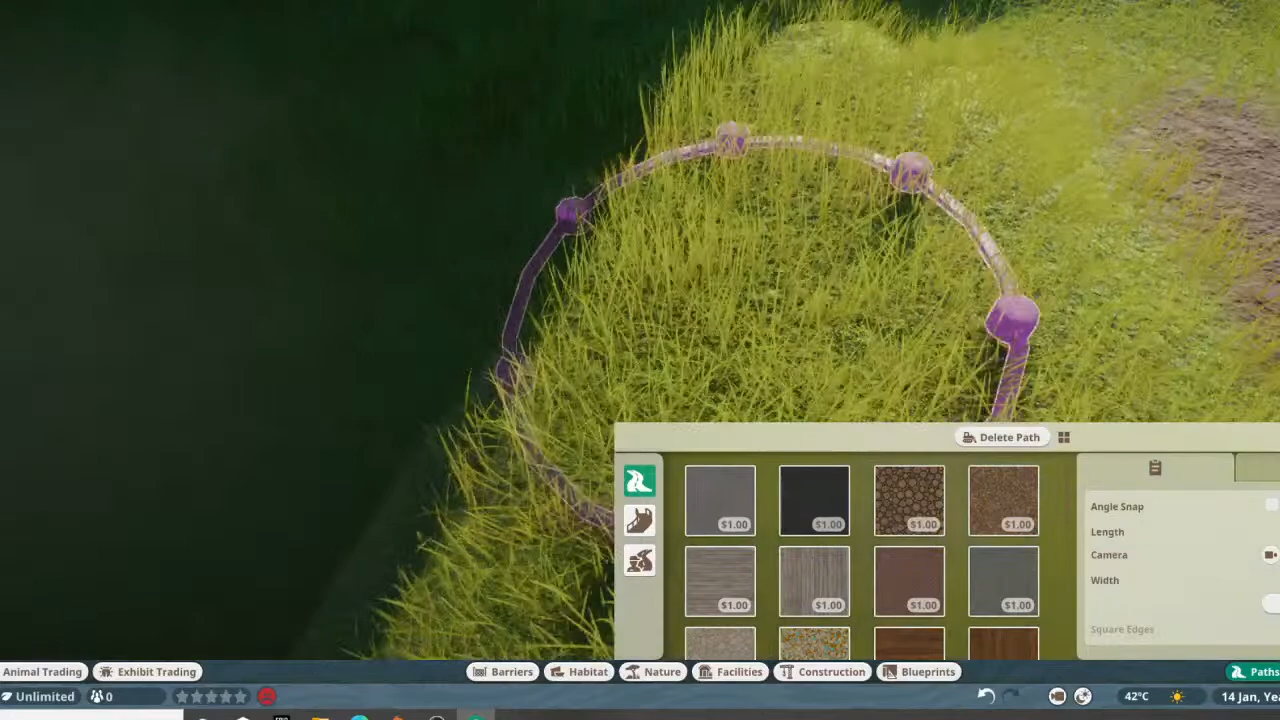 Delete Path
$1.00 $1.00 $1.00 $1.00
Angle Snap
Length
Camera
Width
$1.00 $1.00 $1.00 $1.00
Square Edges
Animal Trading Exhibit Trading Barriers Habitat Nature Facilities Construction Blueprints Paths
Unlimited 0 42°C 14 Jan, Yea